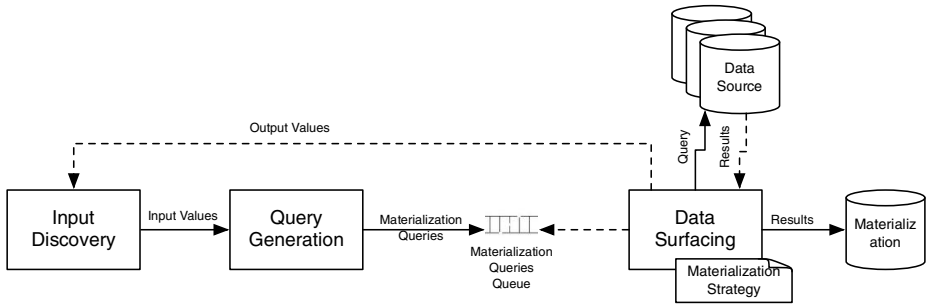 Data
Source
Output Values
Query
Results
Input
Discovery
Input Values
Query
Generation
Materialization
Queries
Materialization
Queries
Queue
Data
Surfacing
Results
Materializ
ation
Materialization
Strategy